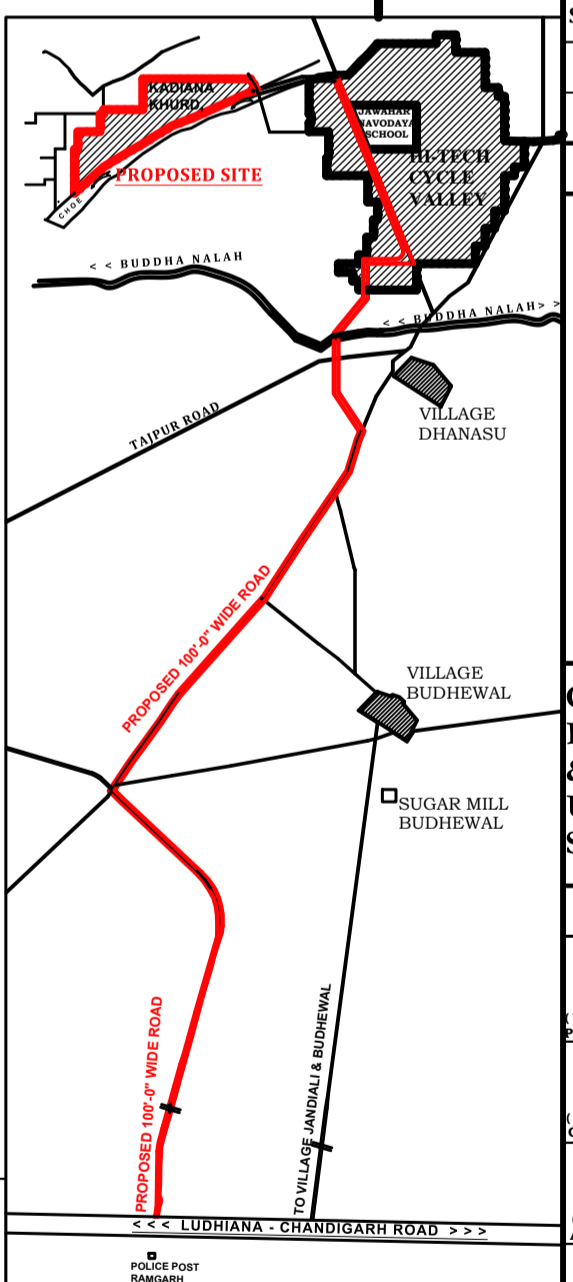 KADIANA
KHURD,
JAWAHAR
NAVODAYA
SCHOOL
HI-TECH
CYCLE
VALLEY
PROPOSED SITE
CHOE
< < BUDDHA NALAH
< < BUDDHA NALAH> >
TAJPUR ROAD
VILLAGE
DHANASU
PROPOSED 100'-0" WIDE ROAD
VILLAGE
BUDHEWAL
SUGAR MILL
BUDHEWAL
PROPOSED 100'-0" WIDE ROAD
TO VILLAGE JANDIALI & BUDHEWAL
< < < LUDHIANA - CHANDIGARH ROAD > > >
POLICE POST
RAMGARH